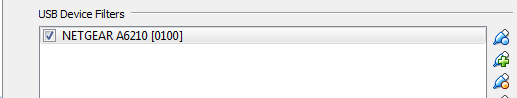 USB Device Filters
NETGEAR A6210 [0100]